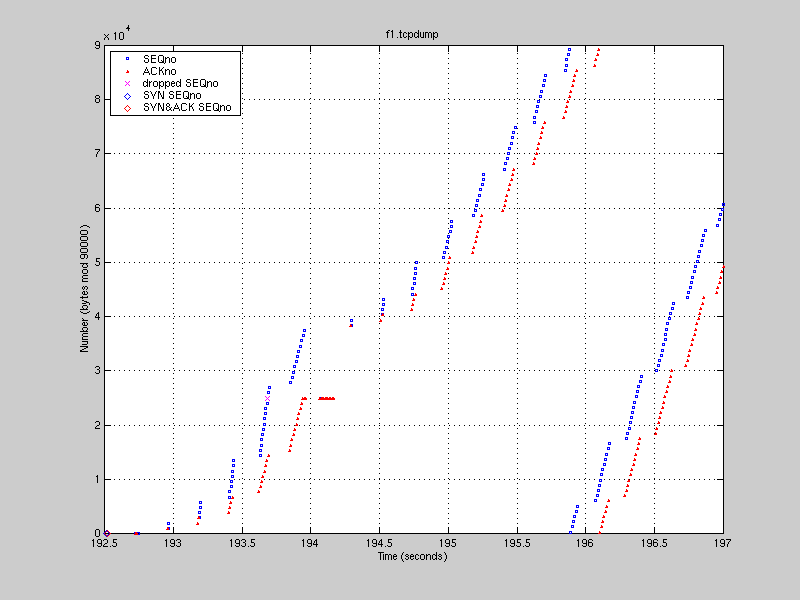 f1.tcpdump
x 10^4
SEQno
ACKno
dropped SEQno
SYN SEQno
SYN&ACK SEQno
9
8
7
6
5
4
3
2
1
0
Number (bytes mod 90000)
192.5 193 193.5 194 194.5 195 195.5 196 196.5 197
Time (seconds)